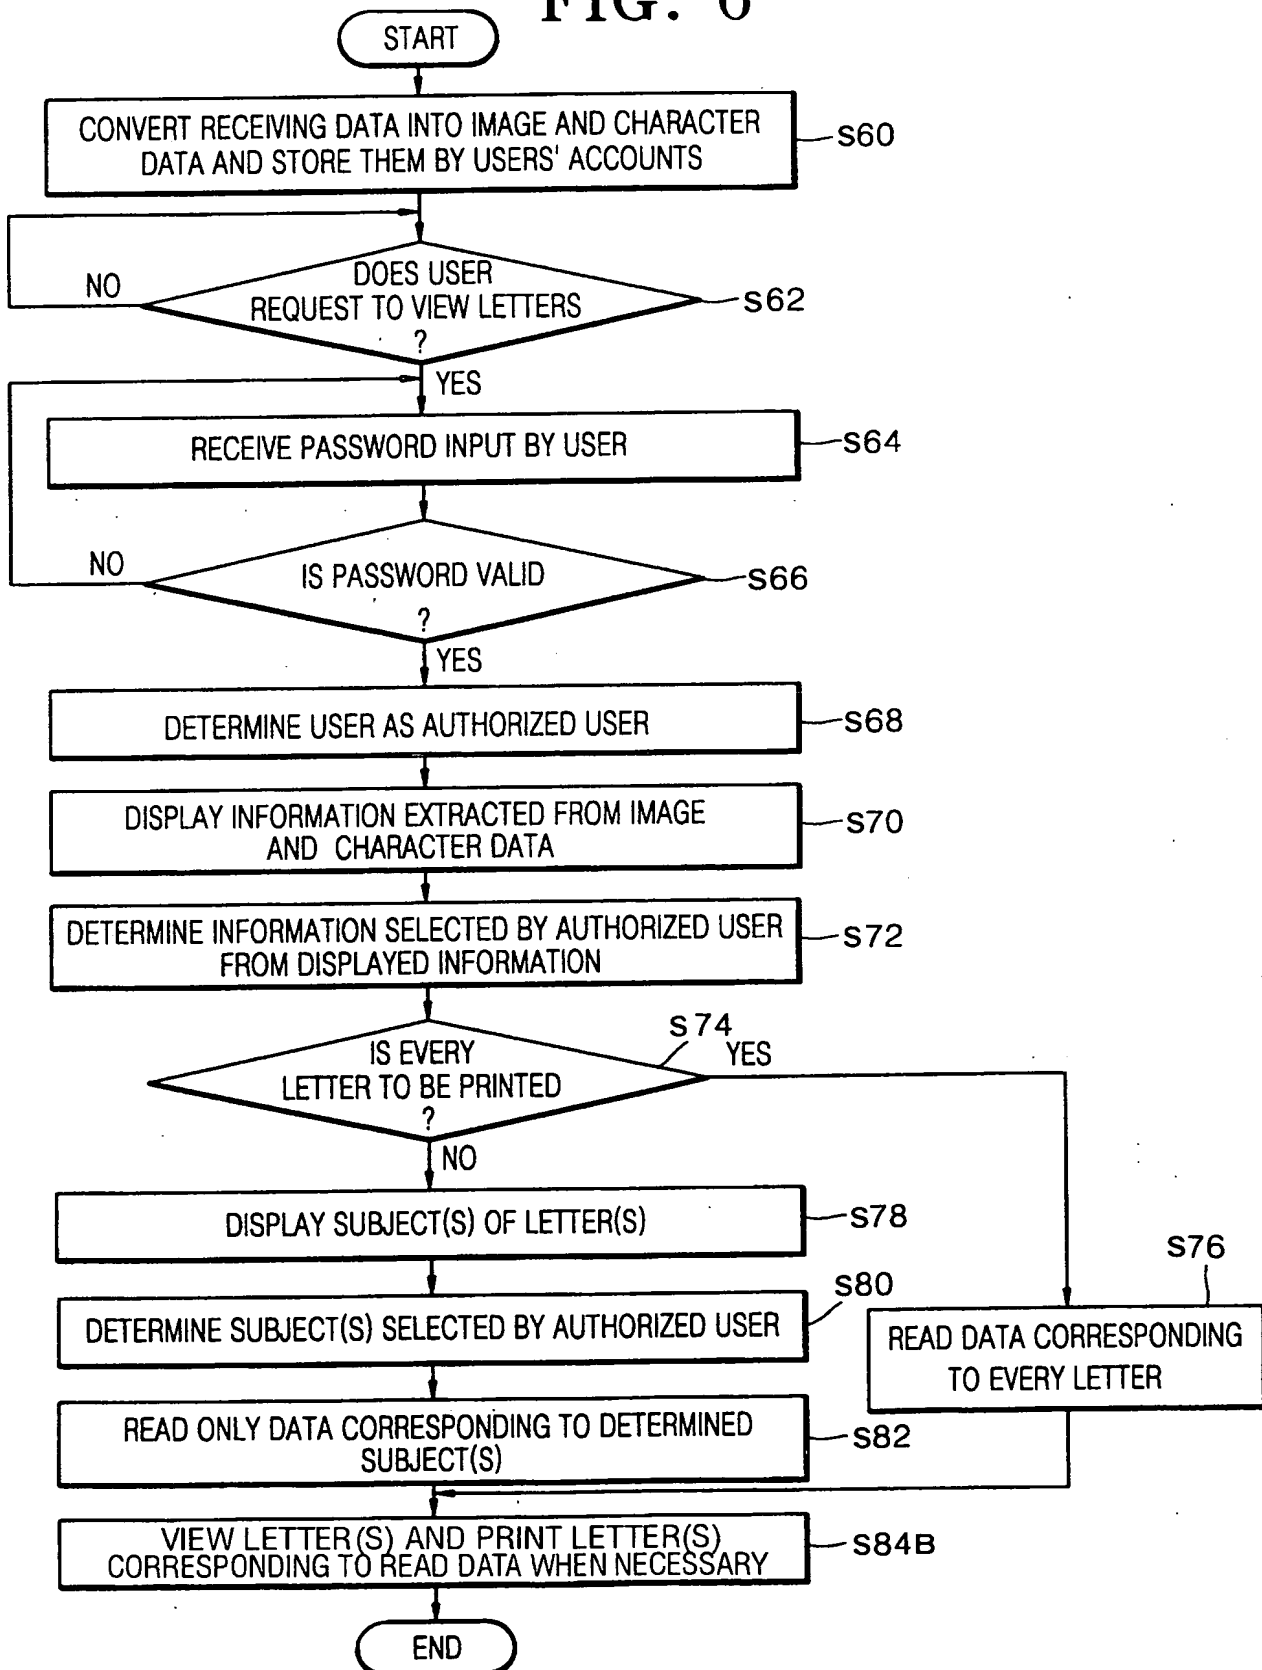 FIG. 6
START
CONVERT RECEIVING DATA INTO IMAGE AND CHARACTER
DATA AND STORE THEM BY USERS' ACCOUNTS
S60
NO
DOES USER
REQUEST TO VIEW LETTERS
?
S62
YES
RECEIVE PASSWORD INPUT BY USER
S64
NO
IS PASSWORD VALID
?
S66
YES
DETERMINE USER AS AUTHORIZED USER
S68
DISPLAY INFORMATION EXTRACTED FROM IMAGE
AND CHARACTER DATA
S70
DETERMINE INFORMATION SELECTED BY AUTHORIZED USER
FROM DISPLAYED INFORMATION
S72
IS EVERY
LETTER TO BE PRINTED
?
S74
YES
NO
DISPLAY SUBJECT(S) OF LETTER(S)
S78
S76
READ DATA CORRESPONDING
TO EVERY LETTER
DETERMINE SUBJECT(S) SELECTED BY AUTHORIZED USER
S80
READ ONLY DATA CORRESPONDING TO DETERMINED
SUBJECT(S)
S82
VIEW LETTER(S) AND PRINT LETTER(S)
CORRESPONDING TO READ DATA WHEN NECESSARY
S84B
END